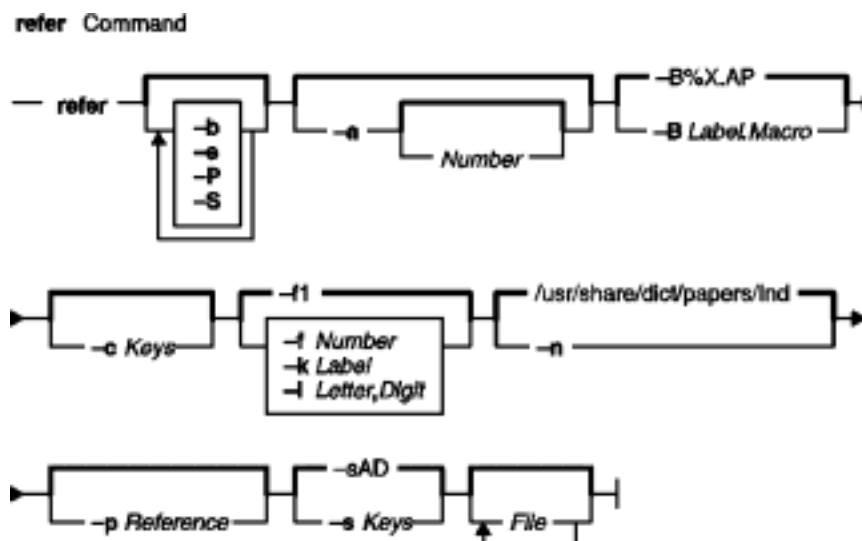 refer Command
refer
–b
–e
–P
–S
–a
Number
–B%X.AP
–B Label.Macro
–c Keys
–f1
–f Number
–k Label
–l Letter,Digit
/usr/share/dict/papers/Ind
–n
–p Reference
–sAD
–s Keys
File